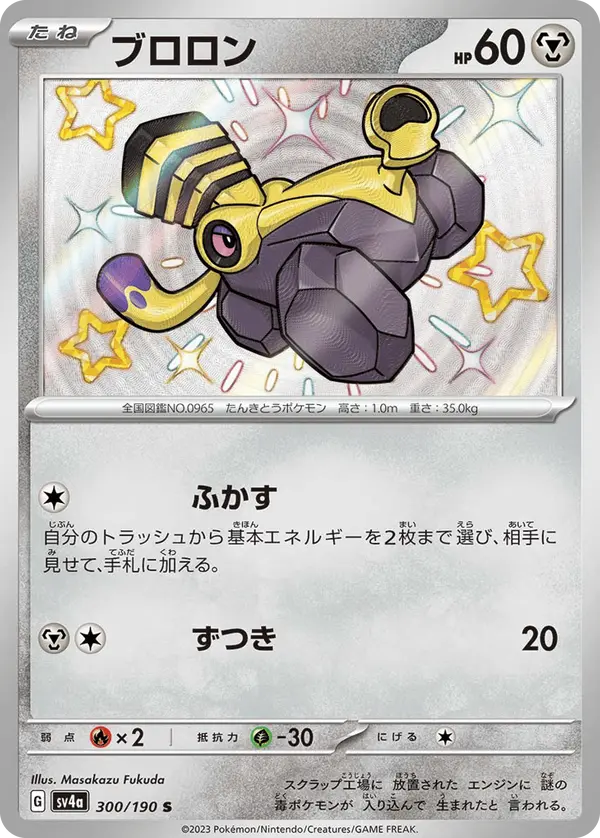 たね ブロロン HP60
全国図鑑NO.0965 たんきとうポケモン 高さ:1.0m 重さ:35.0kg
ふかす
自分のトラッシュから基本エネルギーを2枚まで選び、相手に
見せて、手札に加える。
ずつき 20
弱点 ×2 抵抗力 -30 にげる
Illus. Masakazu Fukuda
G sv4a 300/190 S
スクラップ工場に 放置された エンジンに 謎の
毒ポケモンが 入り込んで 生まれたと 言われる。
©2023 Pokémon/Nintendo/Creatures/GAME FREAK.